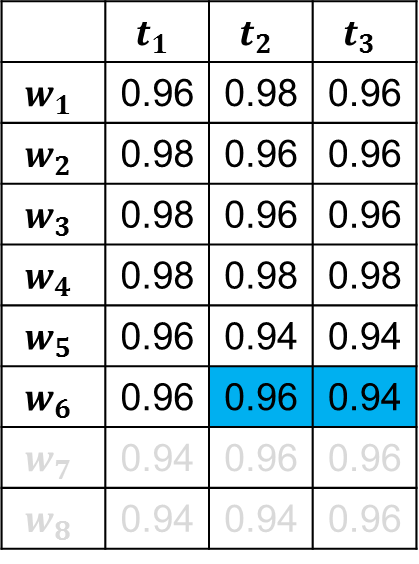 t₁ t₂ t₃
w₁ 0.96 0.98 0.96
w₂ 0.98 0.96 0.96
w₃ 0.98 0.96 0.96
w₄ 0.98 0.98 0.98
w₅ 0.96 0.94 0.94
w₆ 0.96 0.96 0.94
w₇ 0.94 0.96 0.96
w₈ 0.94 0.94 0.96